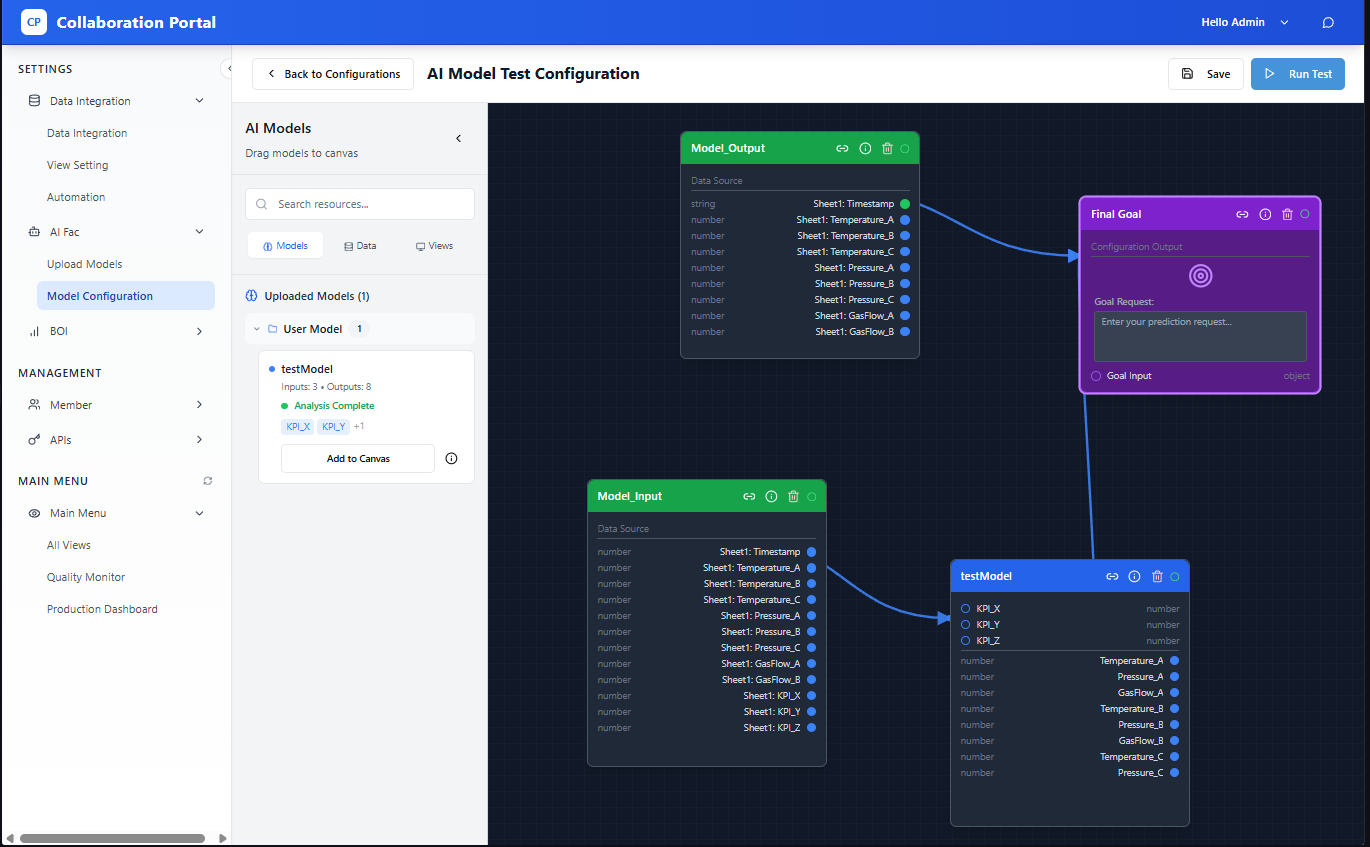 CP Collaboration Portal
Hello Admin
SETTINGS
Data Integration
Data Integration
View Setting
Automation
AI Fac
Upload Models
Model Configuration
BOI
MANAGEMENT
Member
APIs
MAIN MENU
Main Menu
All Views
Quality Monitor
Production Dashboard
Back to Configurations
AI Model Test Configuration
Save
Run Test
AI Models
Drag models to canvas
Search resources...
Models
Data
Views
Uploaded Models (1)
User Model 1
testModel
Inputs: 3 • Outputs: 8
Analysis Complete
KPI_X KPI_Y +1
Add to Canvas
Model_Output
Data Source
string Sheet1: Timestamp
number Sheet1: Temperature_A
number Sheet1: Temperature_B
number Sheet1: Temperature_C
number Sheet1: Pressure_A
number Sheet1: Pressure_B
number Sheet1: Pressure_C
number Sheet1: GasFlow_A
number Sheet1: GasFlow_B
Final Goal
Configuration Output
Goal Request:
Enter your prediction request...
Goal Input object
Model_Input
Data Source
number Sheet1: Timestamp
number Sheet1: Temperature_A
number Sheet1: Temperature_B
number Sheet1: Temperature_C
number Sheet1: Pressure_A
number Sheet1: Pressure_B
number Sheet1: Pressure_C
number Sheet1: GasFlow_A
number Sheet1: GasFlow_B
number Sheet1: KPI_X
number Sheet1: KPI_Y
number Sheet1: KPI_Z
testModel
KPI_X number
KPI_Y number
KPI_Z number
number Temperature_A
number Pressure_A
number GasFlow_A
number Temperature_B
number Pressure_B
number GasFlow_B
number Temperature_C
number Pressure_C